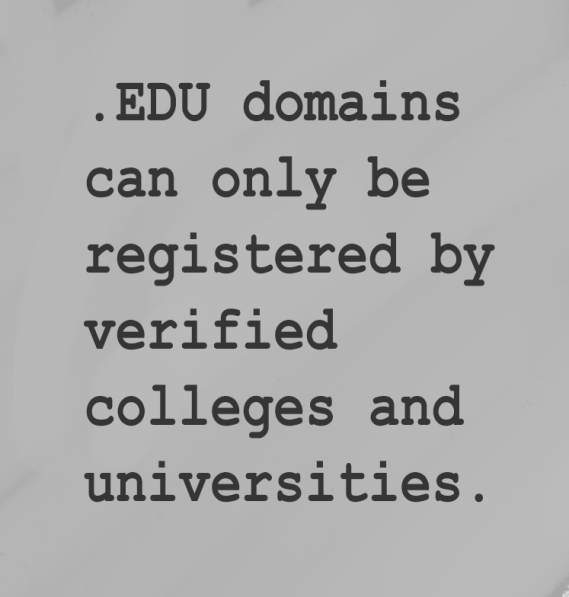 .EDU domains
can only be
registered by
verified
colleges and
universities.